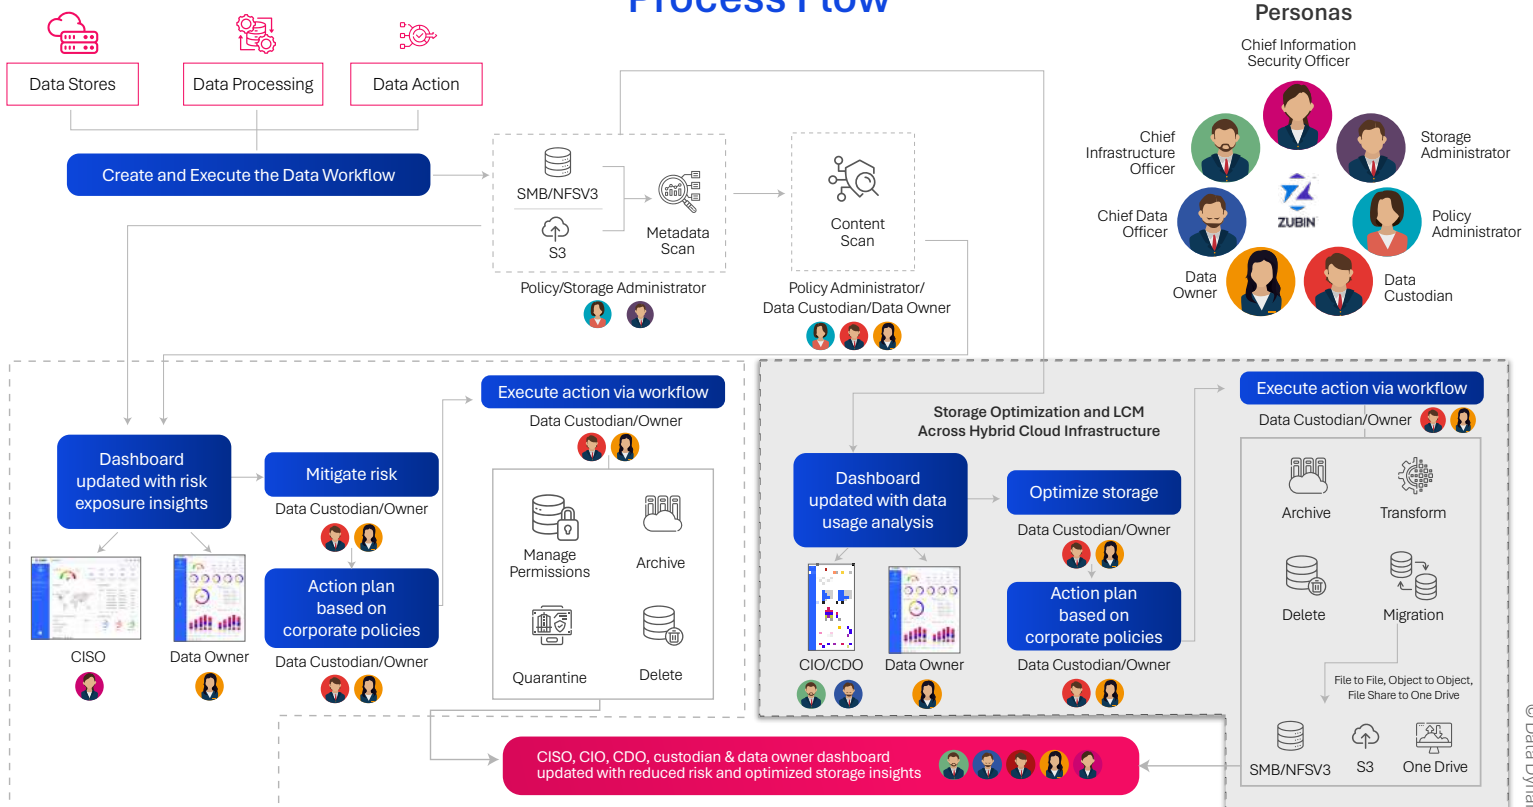 Process Flow
Data Stores
Data Processing
Data Action
Create and Execute the Data Workflow
SMB/NFSV3
S3
Metadata
Scan
Policy/Storage Administrator
Content
Scan
Policy Administrator/
Data Custodian/Data Owner
Personas
Chief Information
Security Officer
Chief
Infrastructure
Officer
Storage
Administrator
Chief Data
Officer
ZUBIN
Policy
Administrator
Data
Owner
Data
Custodian
Dashboard
updated with risk
exposure insights
CISO
Data Owner
Mitigate risk
Data Custodian/Owner
Action plan
based on
corporate policies
Data Custodian/Owner
Execute action via workflow
Data Custodian/Owner
Manage
Permissions
Archive
Quarantine
Delete
Storage Optimization and LCM
Across Hybrid Cloud Infrastructure
Dashboard
updated with data
usage analysis
CIO/CDO
Data Owner
Optimize storage
Data Custodian/Owner
Action plan
based on
corporate policies
Data Custodian/Owner
Execute action via workflow
Data Custodian/Owner
Archive
Transform
Delete
Migration
File to File, Object to Object,
File Share to One Drive
SMB/NFSV3
S3
One Drive
CISO, CIO, CDO, custodian & data owner dashboard
updated with reduced risk and optimized storage insights
© Data